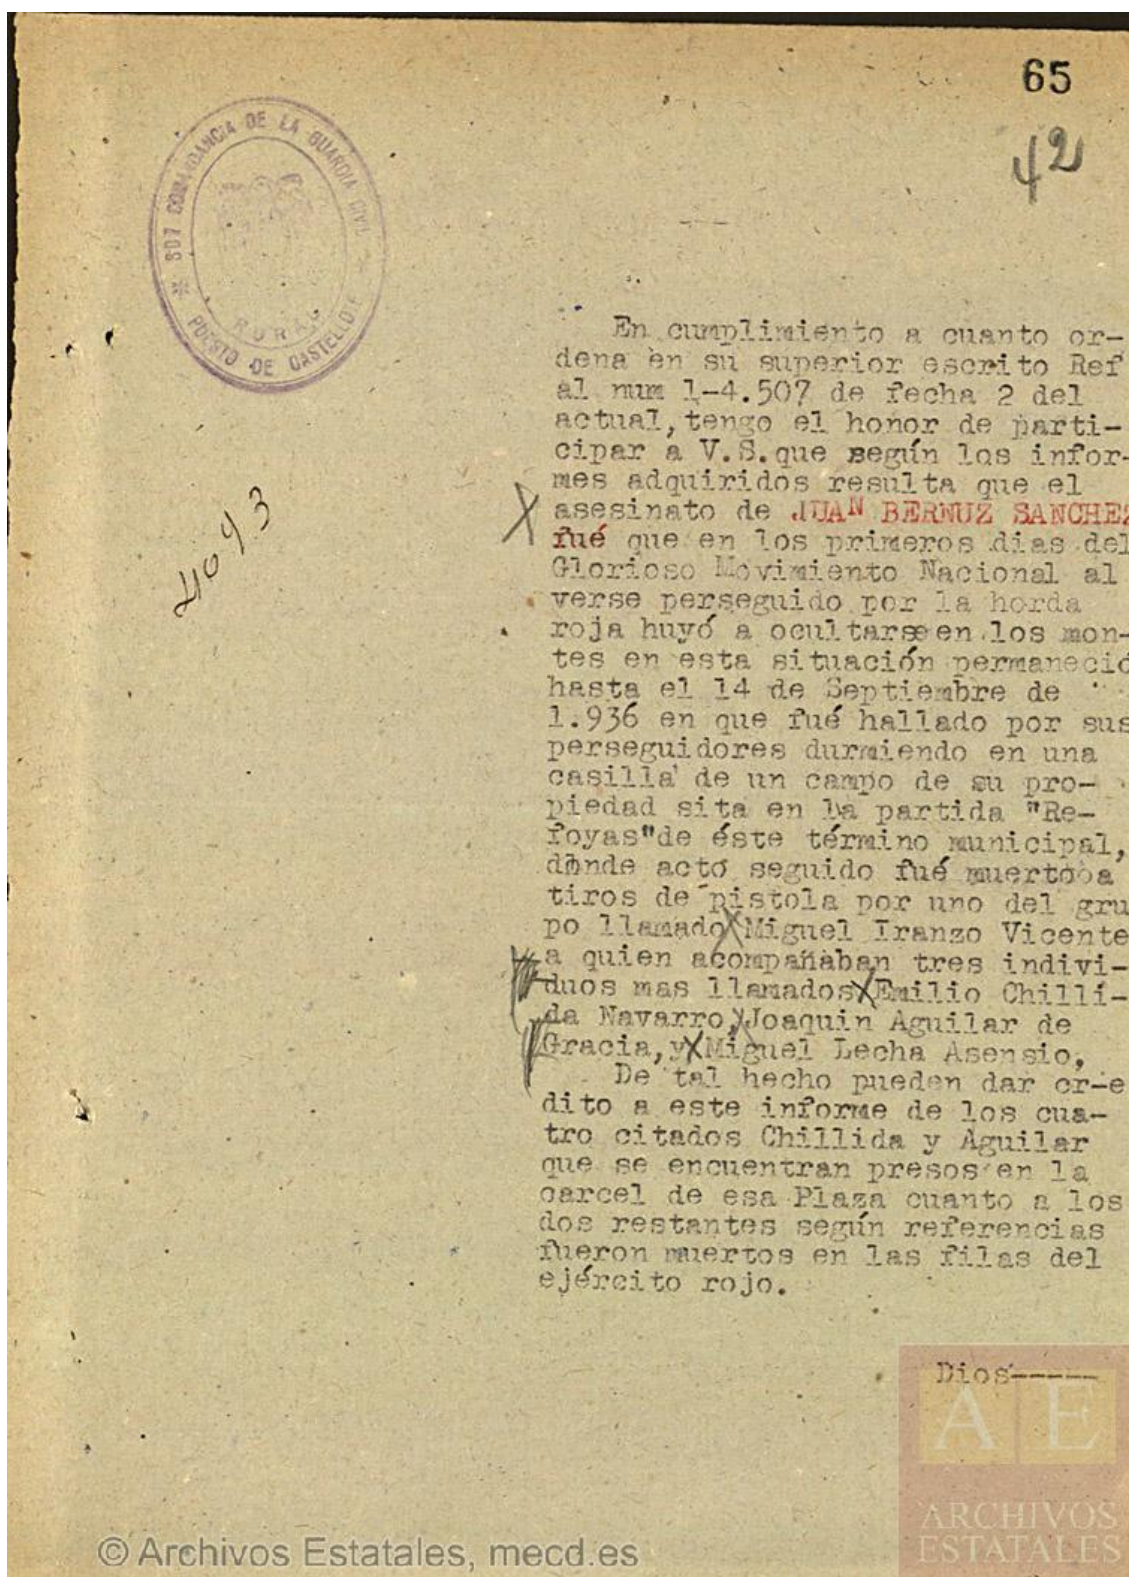 65
42
807 COMANDANCIA DE LA GUARDIA CIVIL
RURAL
PUESTO DE CASTELLOTE
4093
En cumplimiento a cuanto or-
dena en su superior escrito Ref
al num 1-4.507 de fecha 2 del
actual, tengo el honor de parti-
cipar a V.S.que según los infor-
mes adquiridos resulta que el
X asesinato de JUAN BERNUZ SANCHEZ
fué que en los primeros dias del
Glorioso Movimiento Nacional al
verse perseguido por la horda
roja huyó a ocultarse en los mon-
tes en esta situación permaneció
hasta el 14 de Septiembre de
1.936 en que fué hallado por sus
perseguidores durmiendo en una
casilla de un campo de su pro-
piedad sita en la partida "Re-
foyas"de éste término municipal,
donde acto seguido fué muerto a
tiros de pistola por uno del gru
po llamado X Miguel Iranzo Vicente
a quien acompañaban tres indivi-
duos mas llamados X Emilio Chillí-
da Navarro, X Joaquin Aguilar de
Gracia, y X Miguel Lecha Asensio,
De tal hecho pueden dar cr-e
dito a este informe de los cua-
tro citados Chillida y Aguilar
que se encuentran presos en la
carcel de esa Plaza cuanto a los
dos restantes según referencias
fueron muertos en las filas del
ejército rojo.
Dios-----
AE
ARCHIVOS
ESTATALES
© Archivos Estatales, mecd.es